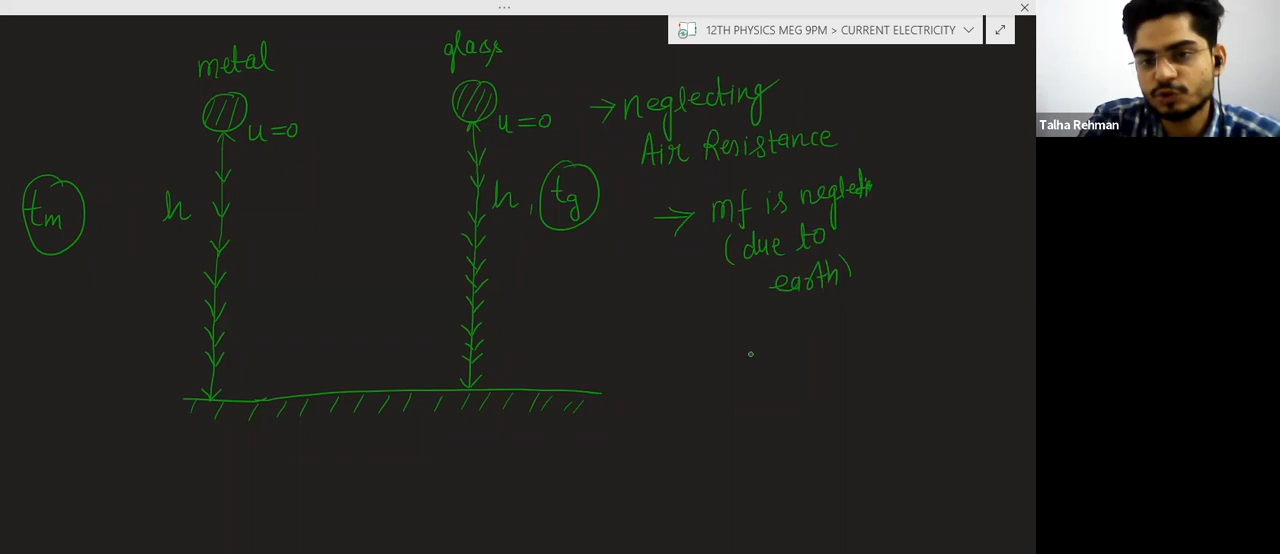 12TH PHYSICS MEG 9PM > CURRENT ELECTRICITY
Talha Rehman
metal
u=0
h
tm
glass
u=0
h,
tg
→ neglecting
Air Resistance
→ mf is neglect
(due to
earth)